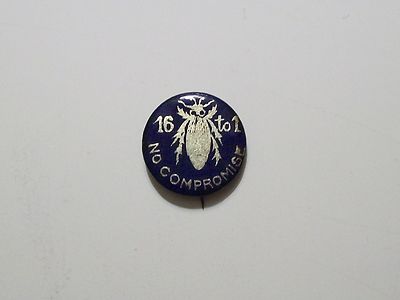 16 to 1
NO COMPROMISE